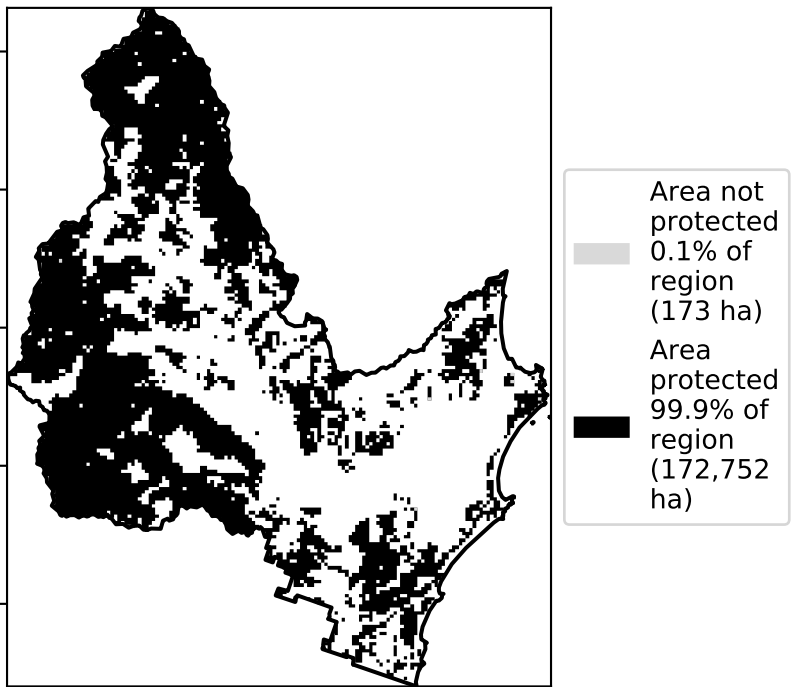 Area not
protected
0.1% of
region
(173 ha)
Area
protected
99.9% of
region
(172,752
ha)